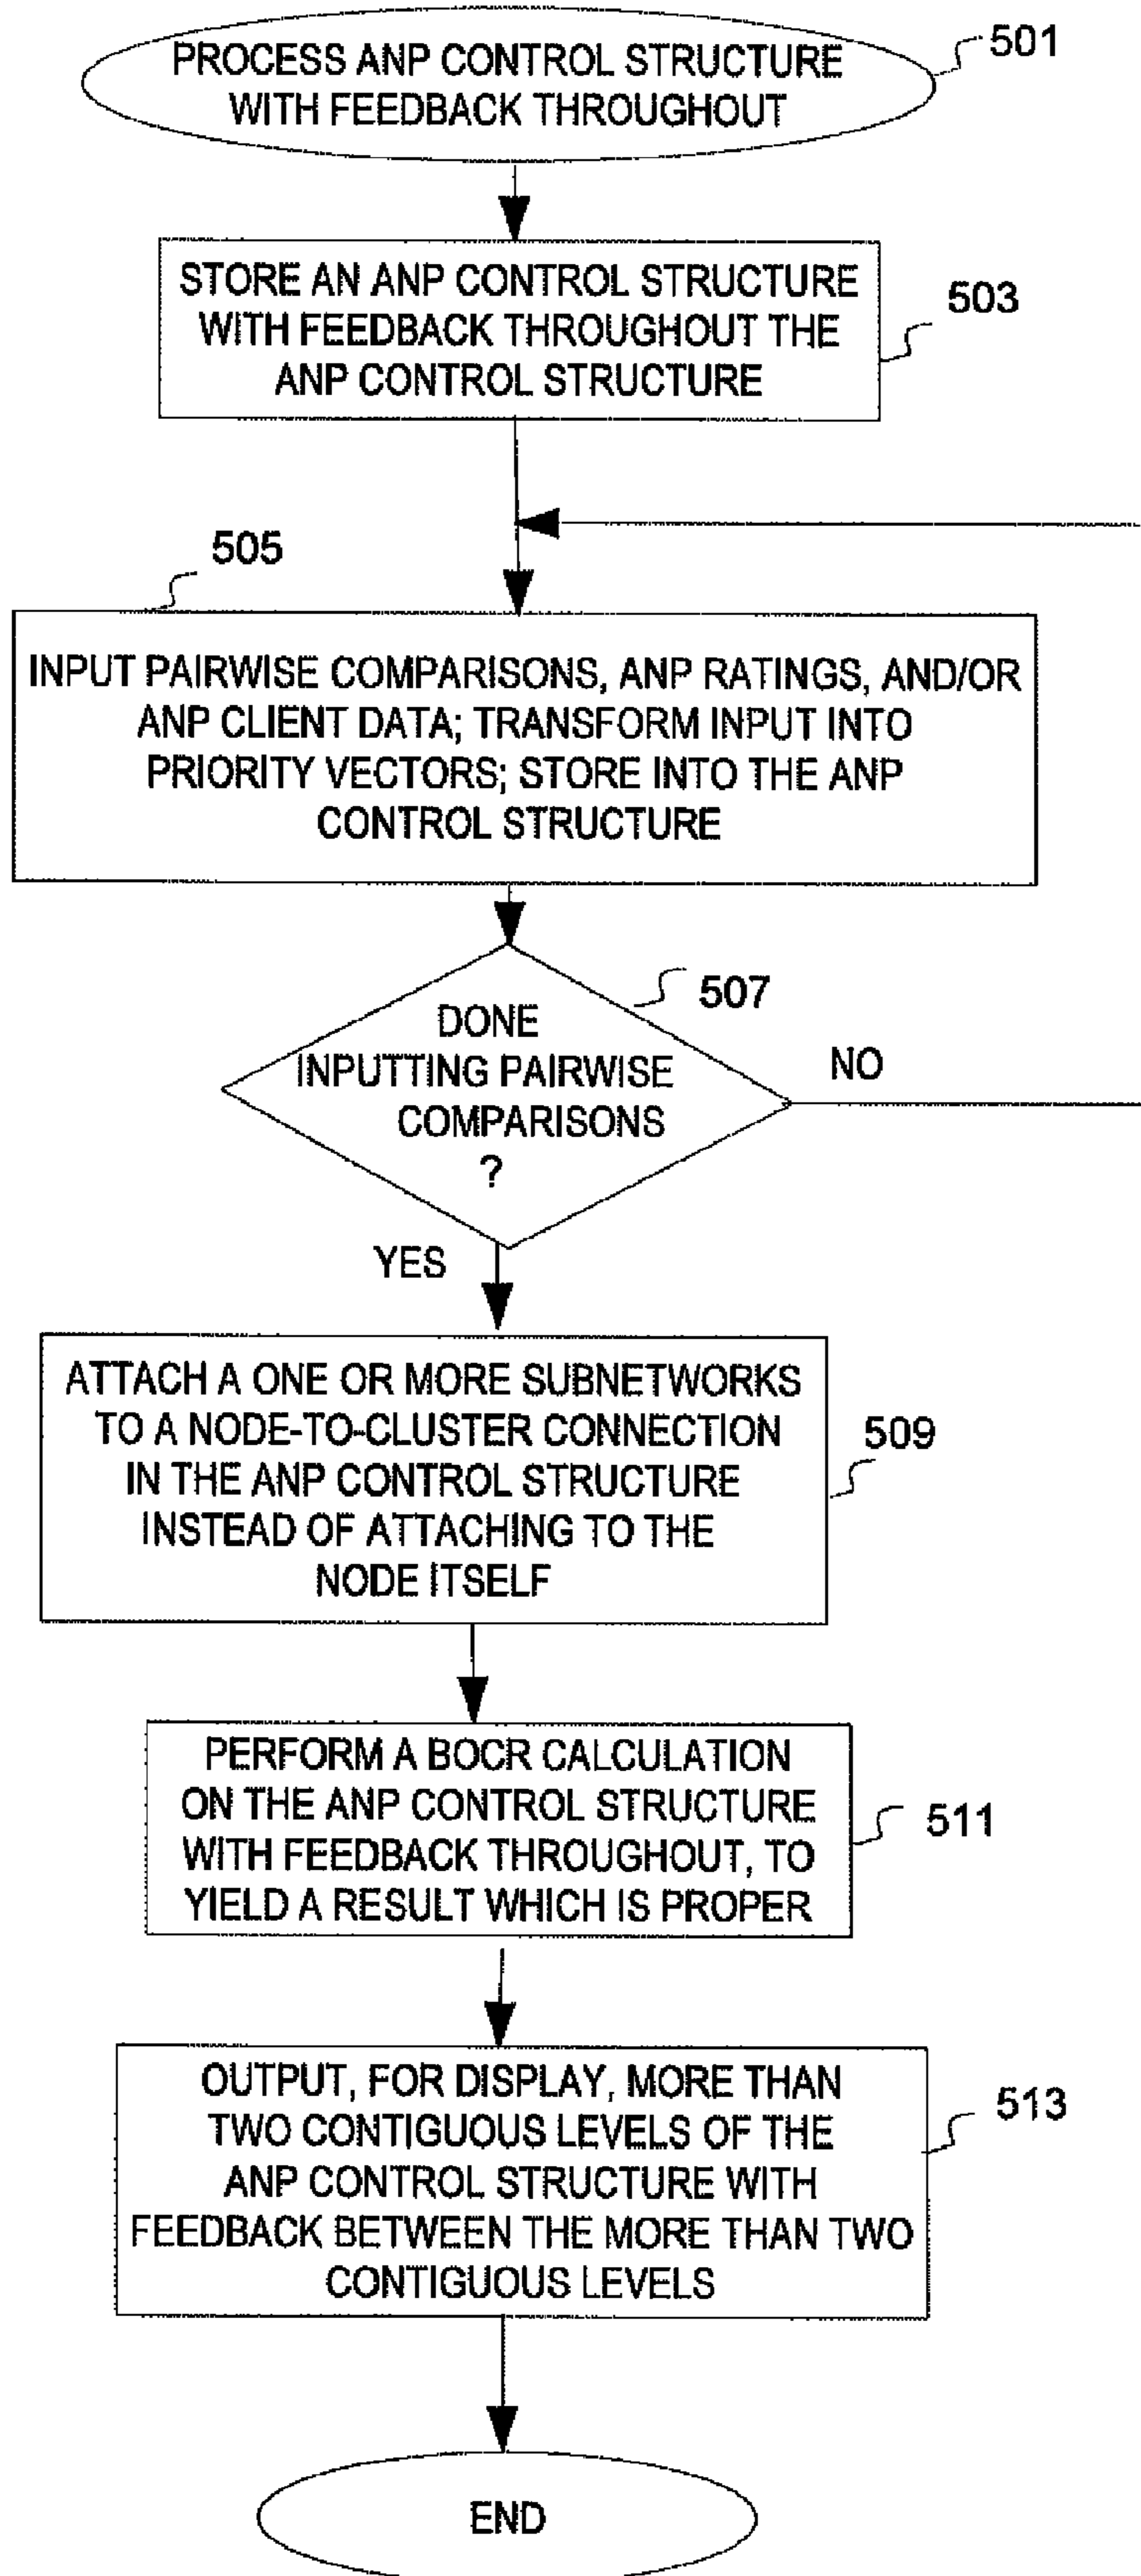 PROCESS ANP CONTROL STRUCTURE
WITH FEEDBACK THROUGHOUT
501
STORE AN ANP CONTROL STRUCTURE
WITH FEEDBACK THROUGHOUT THE
ANP CONTROL STRUCTURE
503
505
INPUT PAIRWISE COMPARISONS, ANP RATINGS, AND/OR
ANP CLIENT DATA; TRANSFORM INPUT INTO
PRIORITY VECTORS; STORE INTO THE ANP
CONTROL STRUCTURE
507
DONE
INPUTTING PAIRWISE
COMPARISONS
?
NO
YES
ATTACH A ONE OR MORE SUBNETWORKS
TO A NODE-TO-CLUSTER CONNECTION
IN THE ANP CONTROL STRUCTURE
INSTEAD OF ATTACHING TO THE
NODE ITSELF
509
PERFORM A BOCR CALCULATION
ON THE ANP CONTROL STRUCTURE
WITH FEEDBACK THROUGHOUT, TO
YIELD A RESULT WHICH IS PROPER
511
OUTPUT, FOR DISPLAY, MORE THAN
TWO CONTIGUOUS LEVELS OF THE
ANP CONTROL STRUCTURE WITH
FEEDBACK BETWEEN THE MORE THAN TWO
CONTIGUOUS LEVELS
513
END